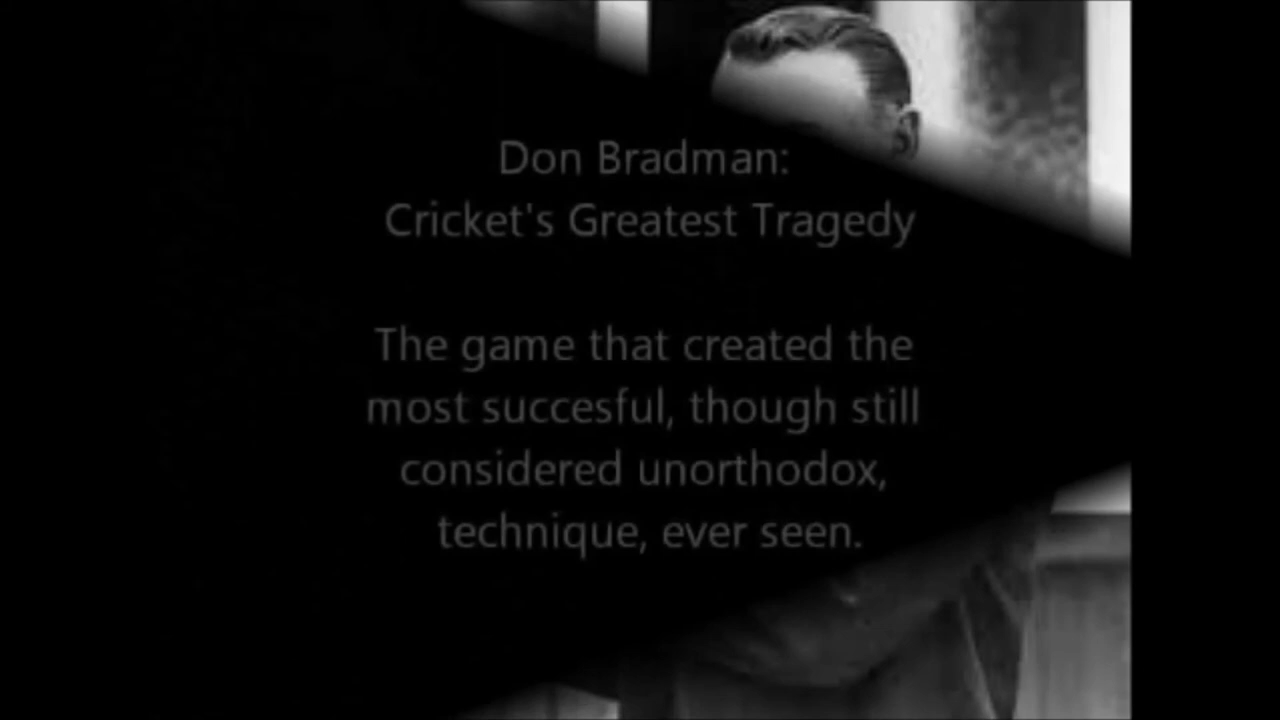 Don Bradman:
Cricket's Greatest Tragedy
The game that created the
most succesful, though still
considered unorthodox,
technique, ever seen.